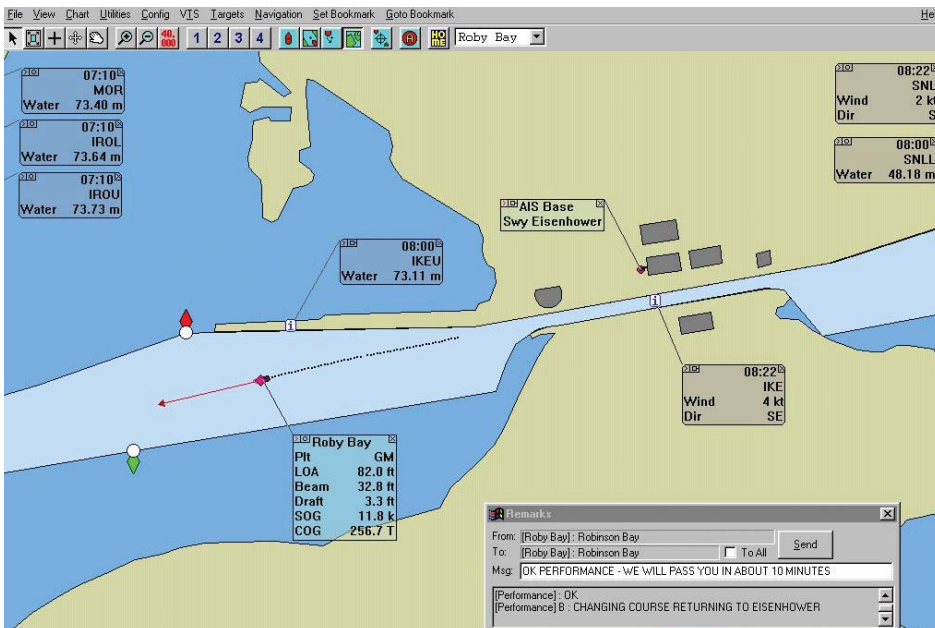 File View Chart Utilities Config VTS Targets Navigation Set Bookmark Goto Bookmark
40,000 1 2 3 4 HOME Roby Bay
07:10
MOR
Water 73.40 m
07:10
IROL
Water 73.64 m
07:10
IROU
Water 73.73 m
08:22
SNLL
Wind 2 kt
Dir S
08:00
SNLL
Water 48.18 m
AIS Base
Swy Eisenhower
08:00
IKEU
Water 73.11 m
08:22
IKE
Wind 4 kt
Dir SE
Roby Bay
Plt GM
LOA 82.0 ft
Beam 32.8 ft
Draft 3.3 ft
SOG 11.8 k
COG 256.7 T
Remarks
From: [Roby Bay] : Robinson Bay
To: [Roby Bay] : Robinson Bay To All Send
Msg: OK PERFORMANCE - WE WILL PASS YOU IN ABOUT 10 MINUTES
[Performance] : OK
[Performance] B : CHANGING COURSE RETURNING TO EISENHOWER